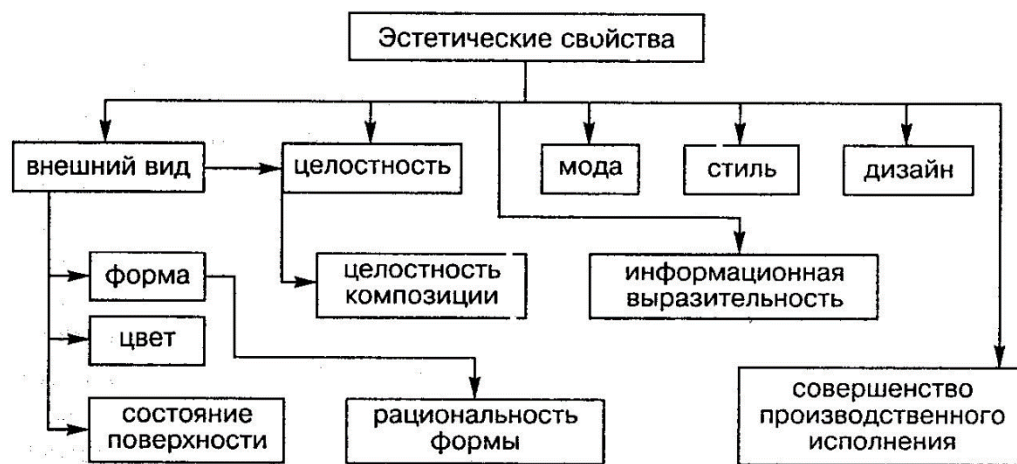 Эстетические свойства
внешний вид
целостность
мода
стиль
дизайн
форма
целостность
композиции
информационная
выразительность
цвет
состояние
поверхности
рациональность
формы
совершенство
производственного
исполнения